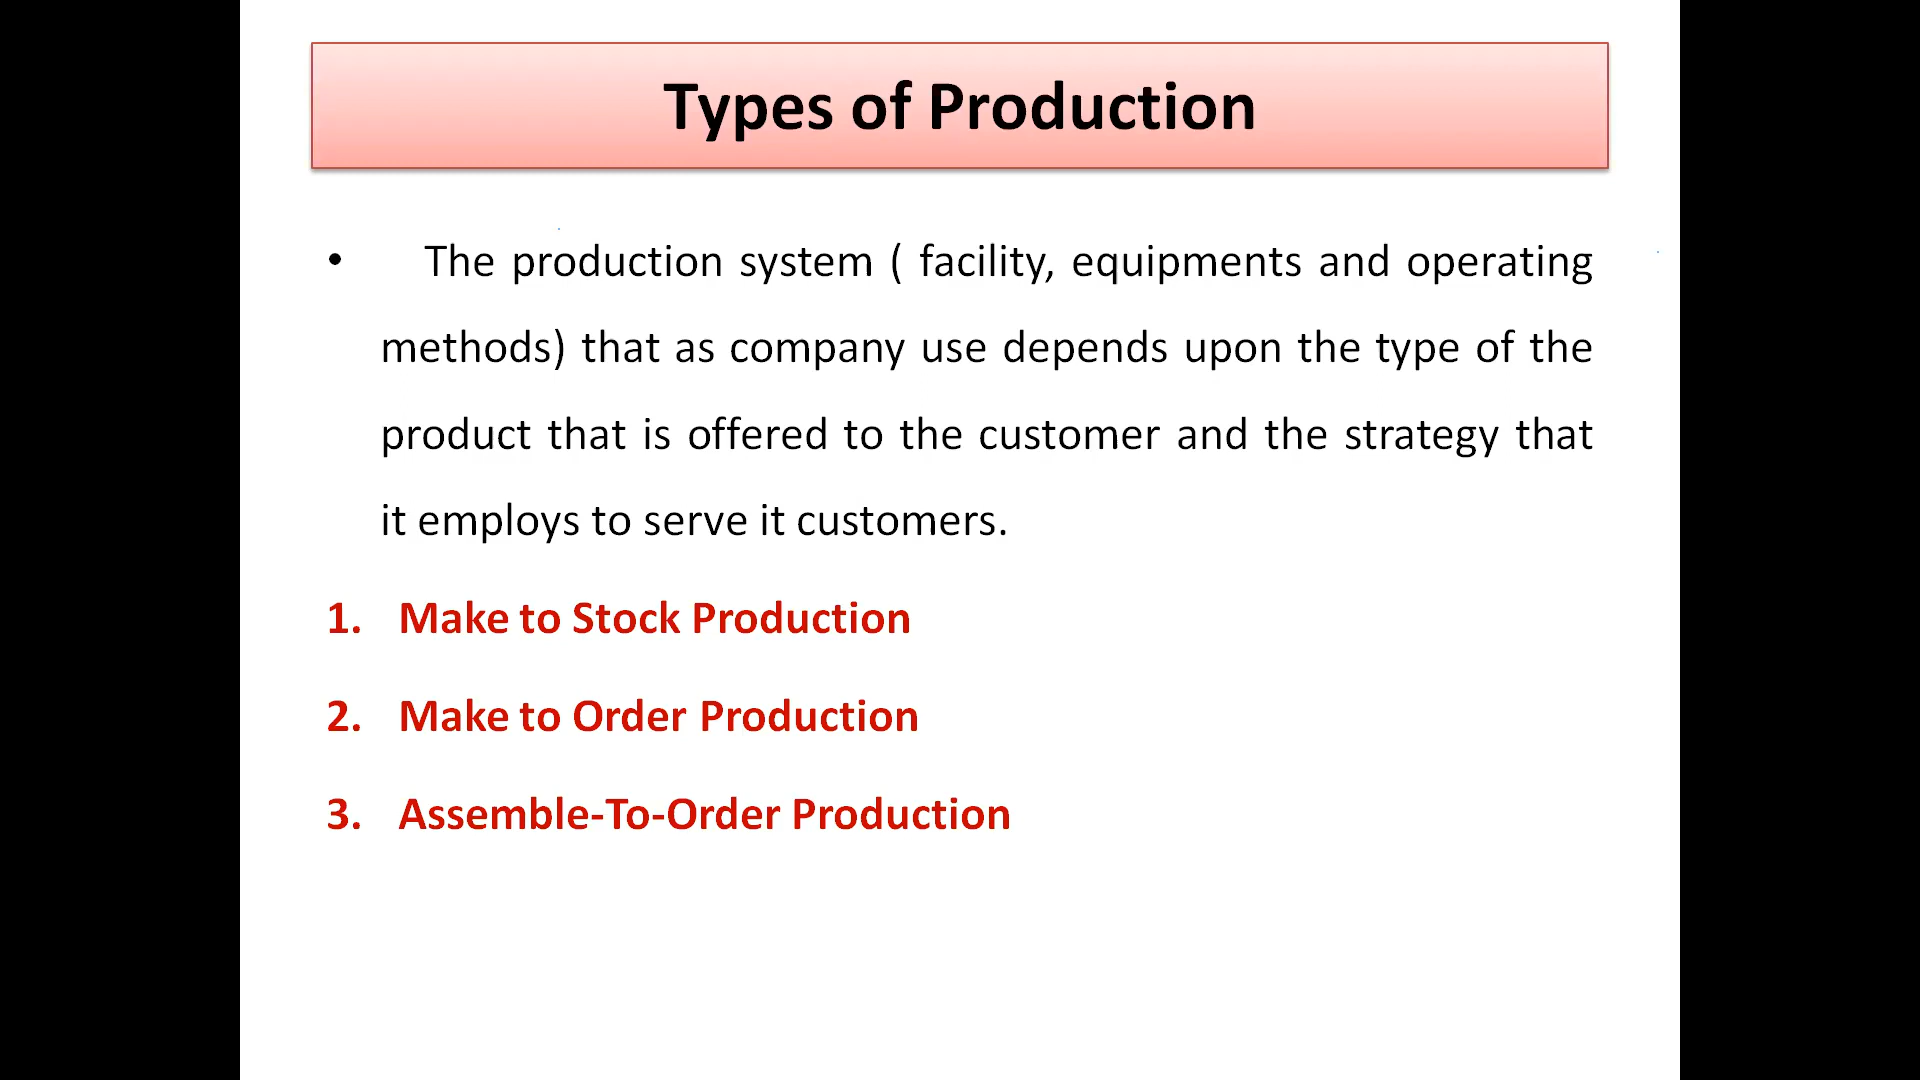 Types of Production
• The production system ( facility, equipments and operating
methods) that as company use depends upon the type of the
product that is offered to the customer and the strategy that
it employs to serve it customers.
1. Make to Stock Production
2. Make to Order Production
3. Assemble-To-Order Production